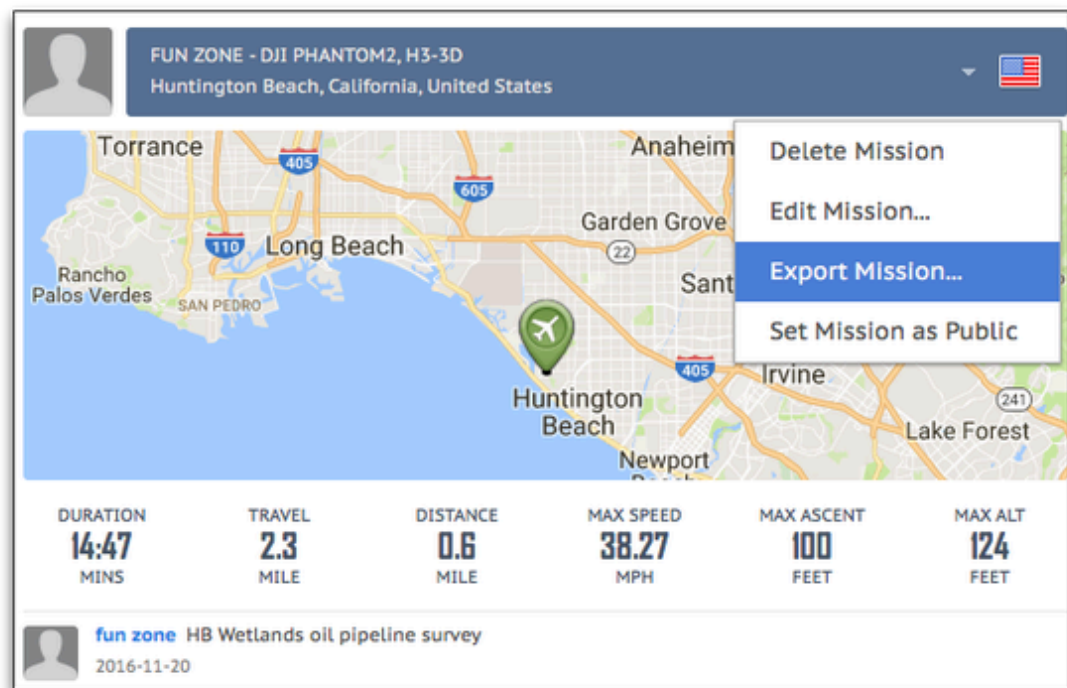 FUN ZONE - DJI PHANTOM2, H3-3D
Huntington Beach, California, United States
Delete Mission
Edit Mission...
Export Mission...
Set Mission as Public
Torrance
405
605
Anaheim
Garden Grove
22
110
Long Beach
Rancho
Palos Verdes
SAN PEDRO
Sant
405
Irvine
Huntington
Beach
241
Lake Forest
Newport
DURATION
14:47
MINS
TRAVEL
2.3
MILE
DISTANCE
0.6
MILE
MAX SPEED
38.27
MPH
MAX ASCENT
100
FEET
MAX ALT
124
FEET
fun zone HB Wetlands oil pipeline survey
2016-11-20